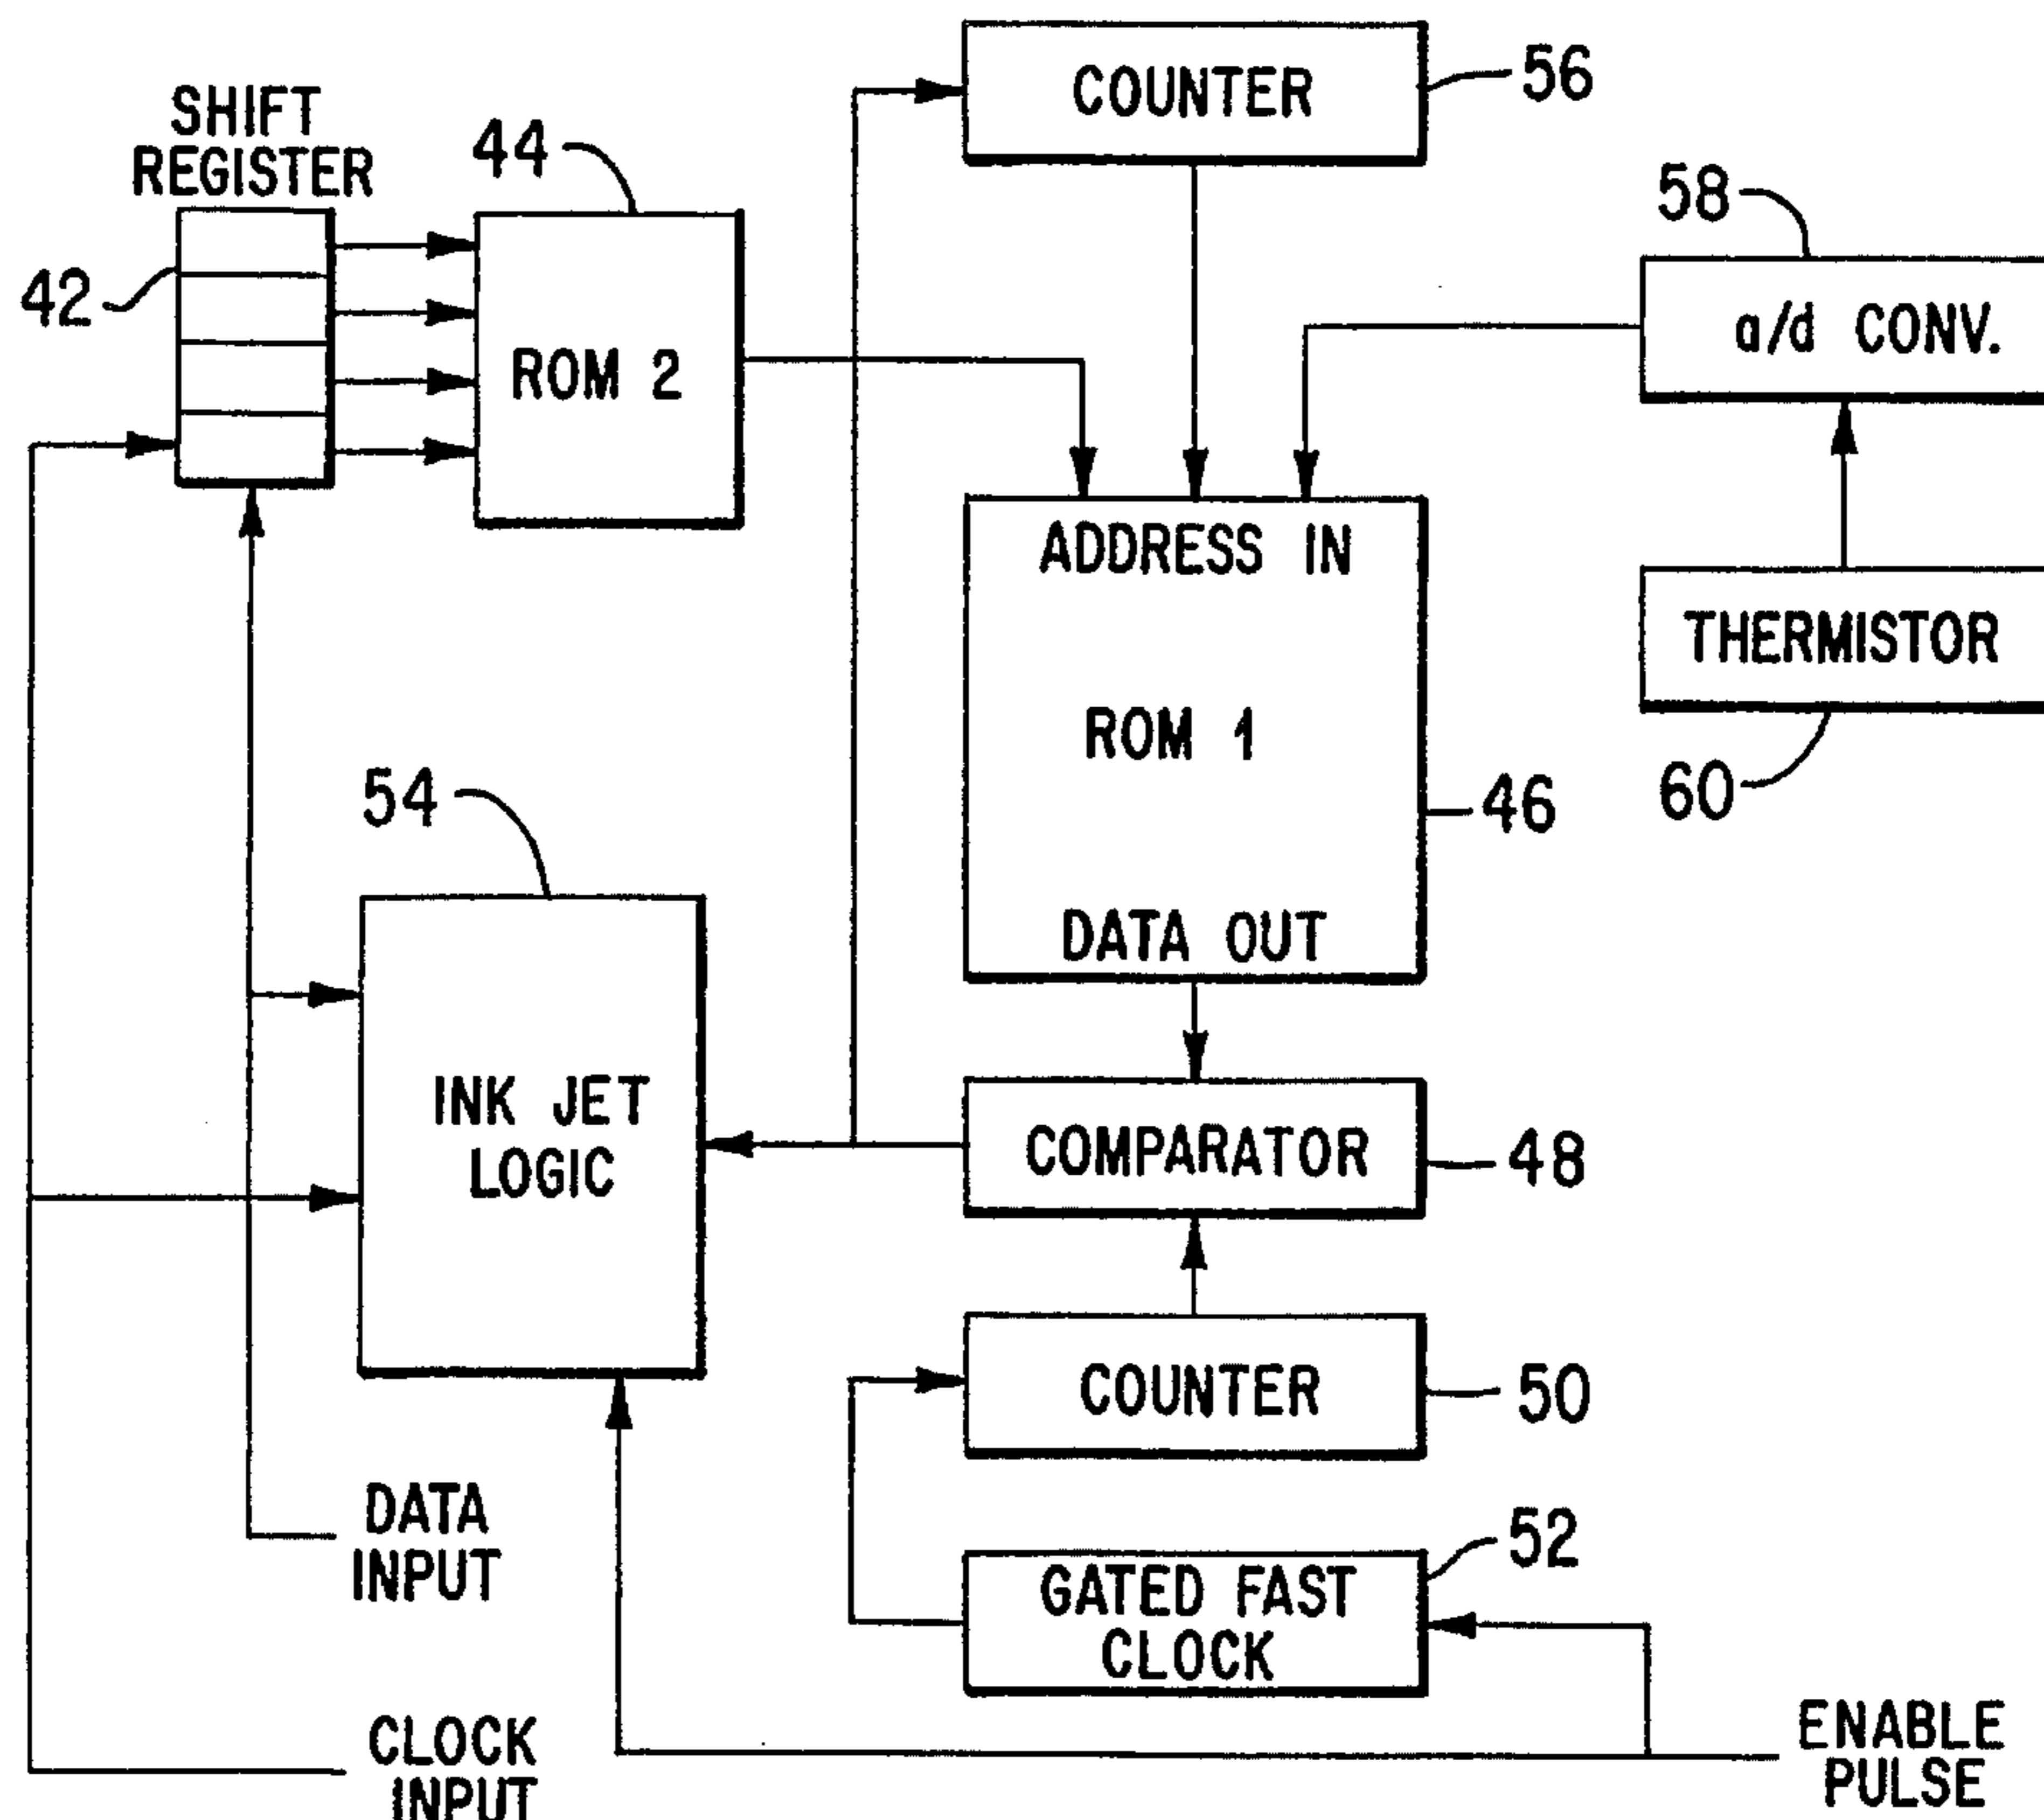 COUNTER
56
SHIFT
REGISTER
44
42
ROM 2
58
a/d CONV.
ADDRESS IN
ROM 1
DATA OUT
THERMISTOR
46
60
54
INK JET
LOGIC
COMPARATOR
48
COUNTER
50
DATA
INPUT
GATED FAST
CLOCK
52
CLOCK
INPUT
ENABLE
PULSE